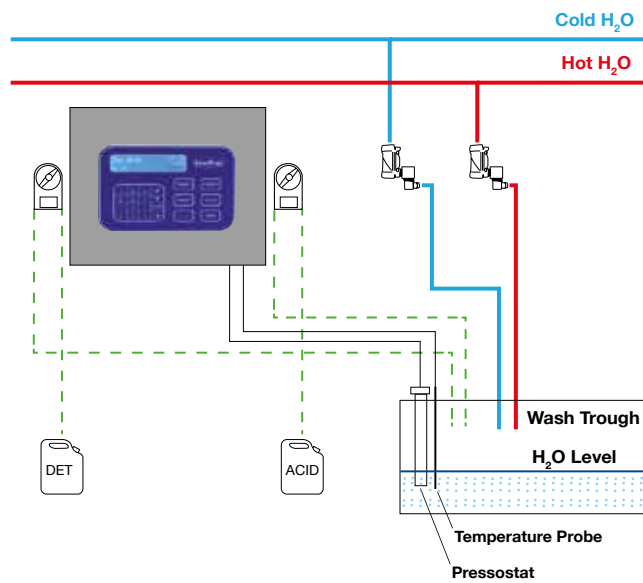 Cold H₂O
Hot H₂O
DET
ACID
Wash Trough
H₂O Level
Temperature Probe
Pressostat